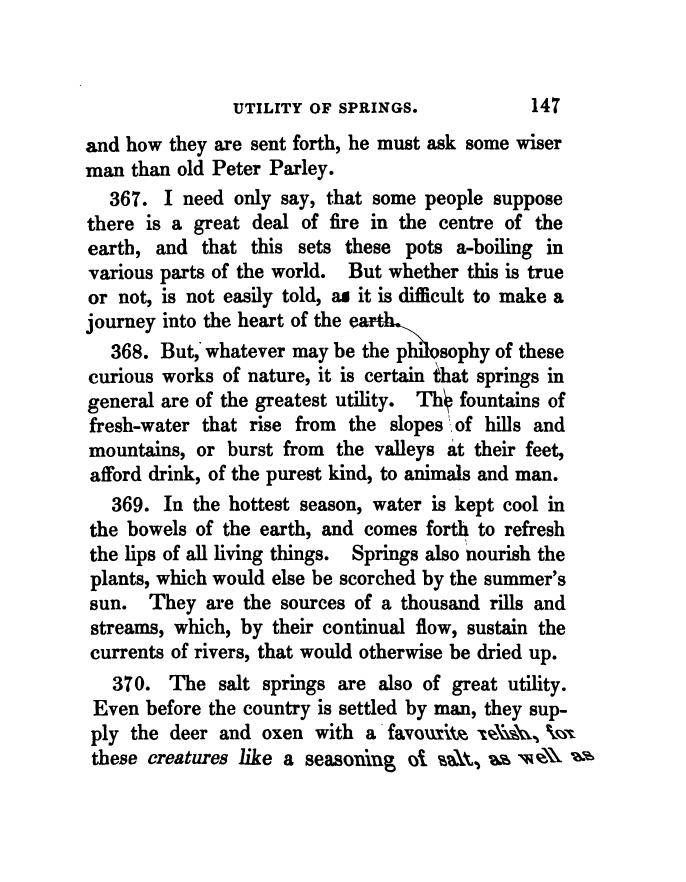 UTILITY OF SPRINGS. 147
and how they are sent forth, he must ask some wiser
man than old Peter Parley.
367. I need only say, that some people suppose
there is a great deal of fire in the centre of the
earth, and that this sets these pots a-boiling in
various parts of the world. But whether this is true
or not, is not easily told, as it is difficult to make a
journey into the heart of the earth.
368. But, whatever may be the philosophy of these
curious works of nature, it is certain that springs in
general are of the greatest utility. The fountains of
fresh-water that rise from the slopes of hills and
mountains, or burst from the valleys at their feet,
afford drink, of the purest kind, to animals and man.
369. In the hottest season, water is kept cool in
the bowels of the earth, and comes forth to refresh
the lips of all living things. Springs also nourish the
plants, which would else be scorched by the summer's
sun. They are the sources of a thousand rills and
streams, which, by their continual flow, sustain the
currents of rivers, that would otherwise be dried up.
370. The salt springs are also of great utility.
Even before the country is settled by man, they sup-
ply the deer and oxen with a favourite relish, for
these creatures like a seasoning of salt, as well as